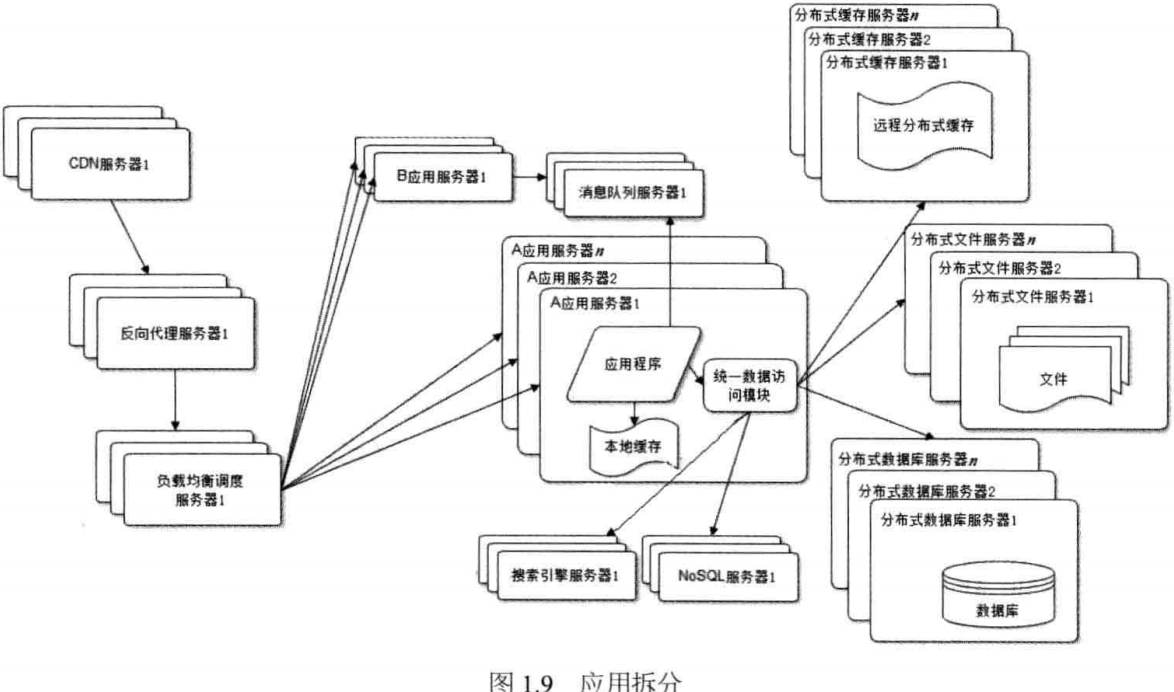 分布式缓存服务器n
分布式缓存服务器2
分布式缓存服务器1
远程分布式缓存
CDN服务器1
B应用服务器1
消息队列服务器1
A应用服务器n
A应用服务器2
A应用服务器1
应用程序
统一数据访
问模块
本地缓存
分布式文件服务器n
分布式文件服务器2
分布式文件服务器1
文件
反向代理服务器1
负载均衡调度
服务器1
分布式数据库服务器n
分布式数据库服务器2
分布式数据库服务器1
数据库
搜索引擎服务器1
NoSQL服务器1
图 1.9 应用拆分